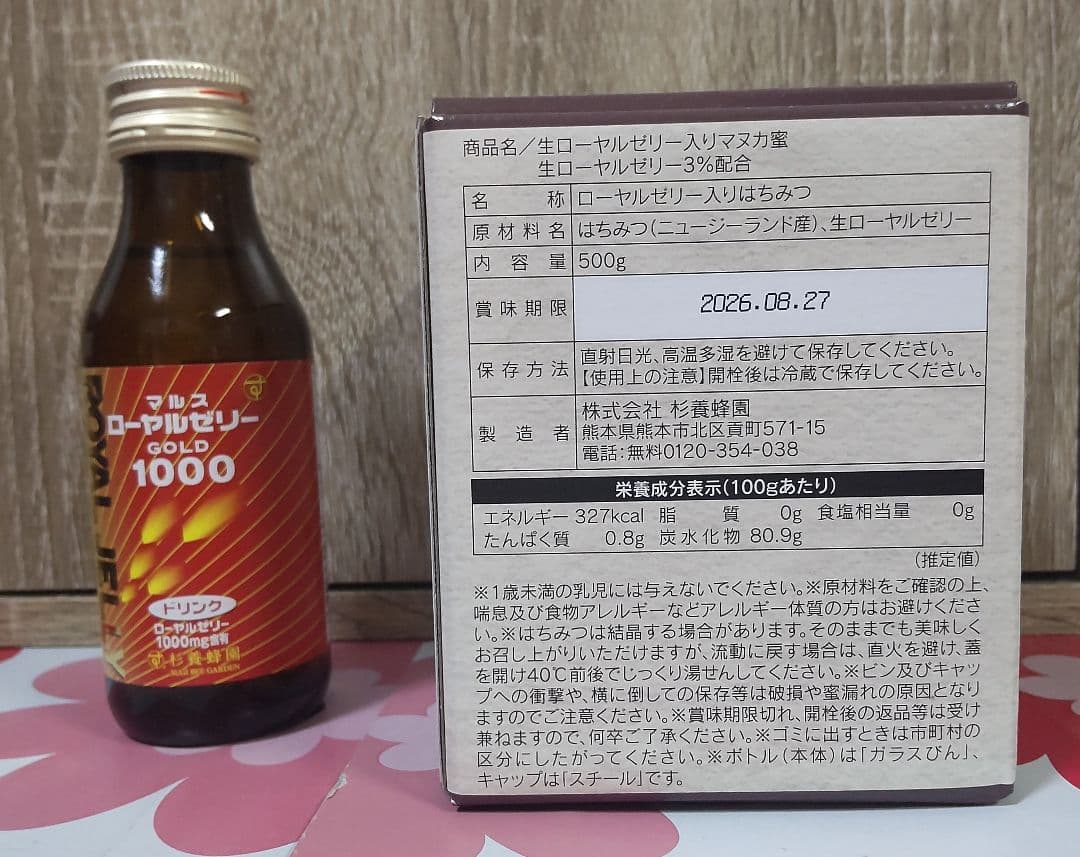 マルス
ローヤルゼリー
GOLD
1000
ドリンク
ローヤルゼリー
1000mg含有
杉養蜂園
SUGI BEE GARDEN
ROYAL JELLY
商品名／生ローヤルゼリー入りマヌカ蜜
生ローヤルゼリー3%配合
名称 ローヤルゼリー入りはちみつ
原材料名 はちみつ（ニュージーランド産）、生ローヤルゼリー
内容量 500g
賞味期限 2026.08.27
保存方法 直射日光、高温多湿を避けて保存してください。
【使用上の注意】開栓後は冷蔵で保存してください。
製造者 株式会社 杉養蜂園
熊本県熊本市北区貢町571-15
電話：無料0120-354-038
栄養成分表示（100gあたり）
エネルギー 327kcal 脂質 0g 食塩相当量 0g
たんぱく質 0.8g 炭水化物 80.9g
（推定値）
※1歳未満の乳児には与えないでください。※原材料をご確認の上、
喘息及び食物アレルギーなどアレルギー体質の方はお避けくださ
い。※はちみつは結晶する場合があります。そのままでも美味しく
お召し上がりいただけますが、流動に戻す場合は、直火を避け、蓋
を開け40℃前後でじっくり湯せんしてください。※ビン及びキャッ
プへの衝撃や、横に倒しての保存等は破損や蜜漏れの原因となり
ますのでご注意ください。※賞味期限切れ、開栓後の返品等は受け
兼ねますので、何卒ご了承ください。※ゴミに出すときは市町村の
区分にしたがってください。※ボトル（本体）は「ガラスびん」、
キャップは「スチール」です。